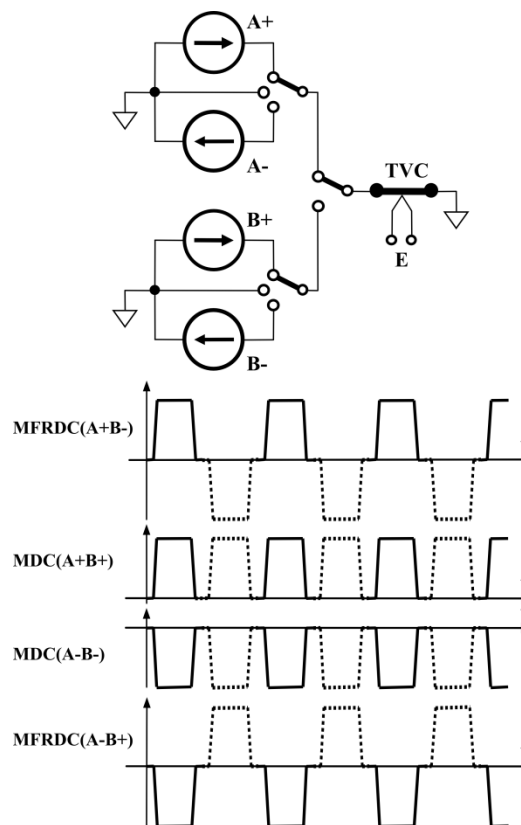 A+
A-
TVC
B+
E
B-
MFRDC(A+B-)
MDC(A+B+)
MDC(A-B-)
MFRDC(A-B+)